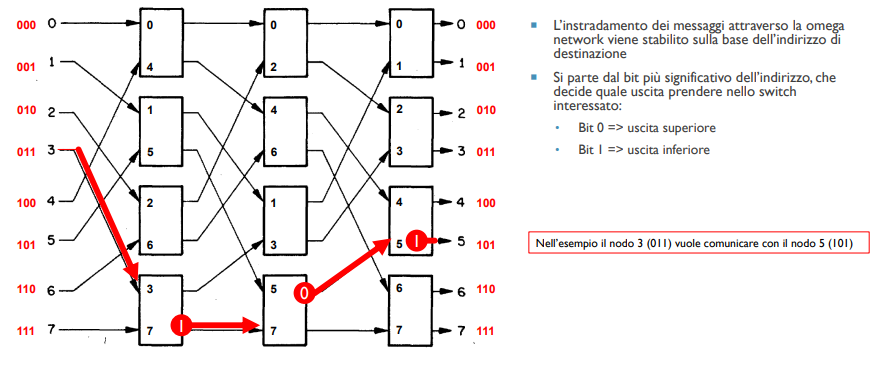 000 0 0 0 0 0 000
001 1 4 2 1 1 001
010 2 1 4 2 2 010
011 3 5 6 3 3 011
100 4 2 1 4 4 100
101 5 6 3 5 1 5 101
110 6 3 5 0 6 6 110
111 7 7 1 7 7 7 111
L'instradamento dei messaggi attraverso la omega
network viene stabilito sulla base dell'indirizzo di
destinazione
Si parte dal bit più significativo dell'indirizzo, che
decide quale uscita prendere nello switch
interessato:
• Bit 0 => uscita superiore
• Bit 1 => uscita inferiore
Nell'esempio il nodo 3 (011) vuole comunicare con il nodo 5 (101)